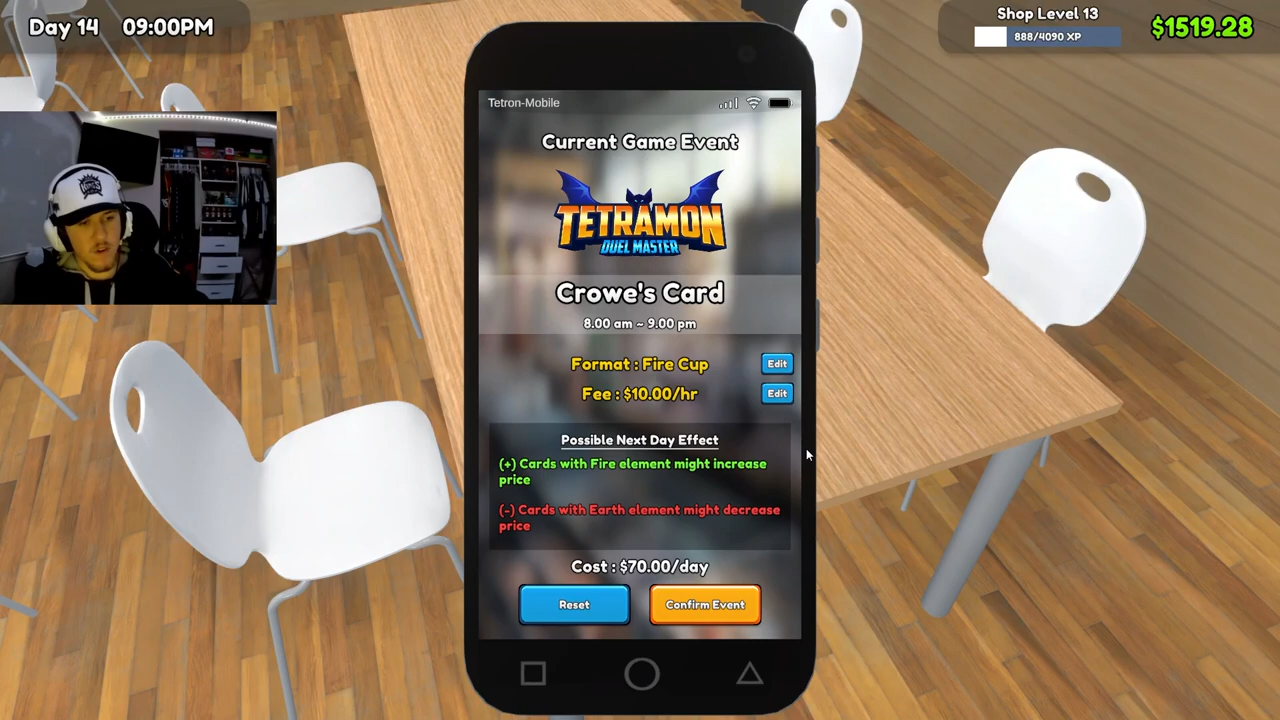 Day 14 09:00PM
Shop Level 13
888/4090 XP
$1519.28
Tetron-Mobile
Current Game Event
TETRAMON
DUEL MASTER
Crowe's Card
8.00 am ~ 9.00 pm
Format : Fire Cup
Edit
Fee : $10.00/hr
Edit
Possible Next Day Effect
(+) Cards with Fire element might increase
price
(-) Cards with Earth element might decrease
price
Cost : $70.00/day
Reset
Confirm Event
KINGS